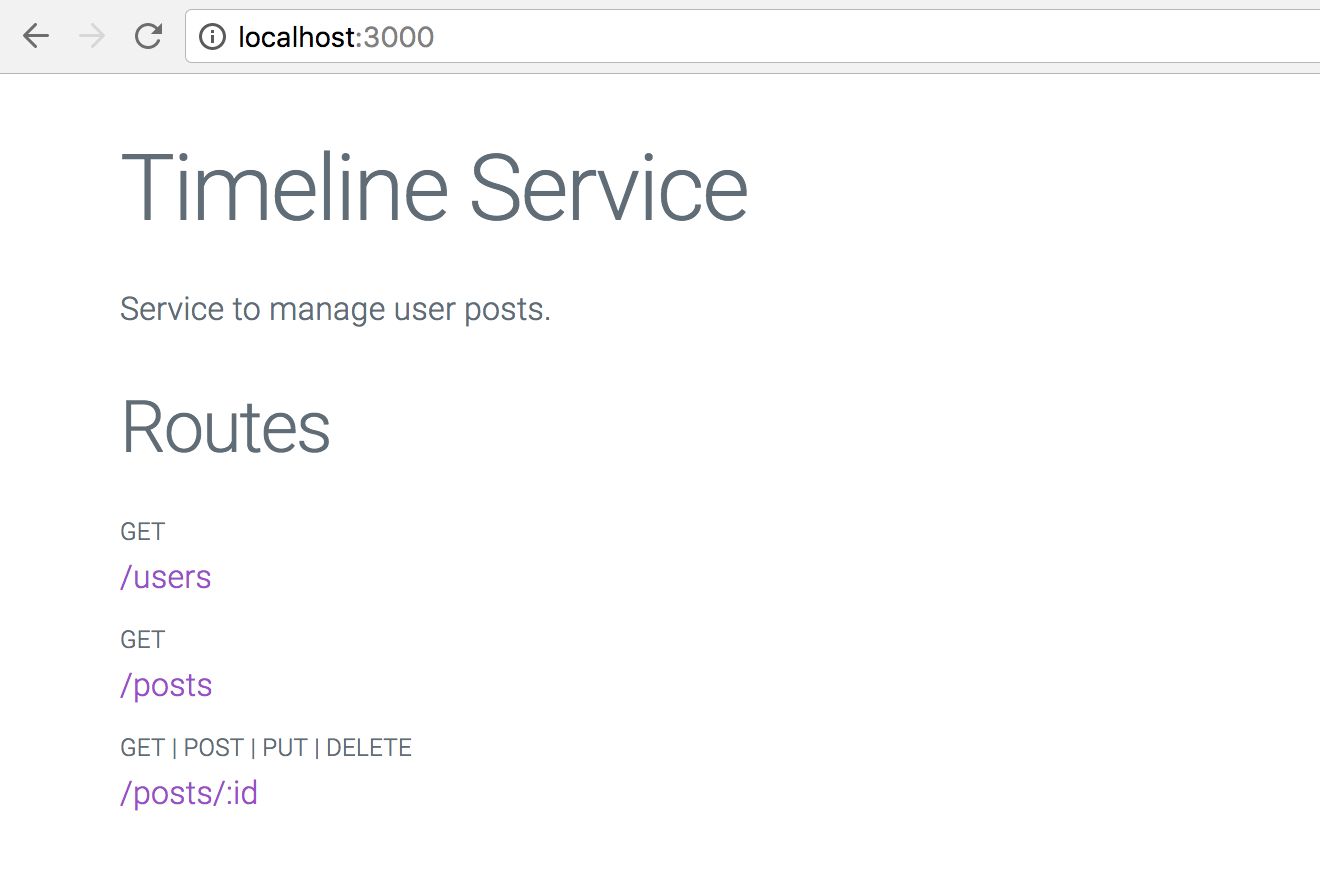 localhost:3000
Timeline Service
Service to manage user posts.
Routes
GET
/users
GET
/posts
GET | POST | PUT | DELETE
/posts/:id